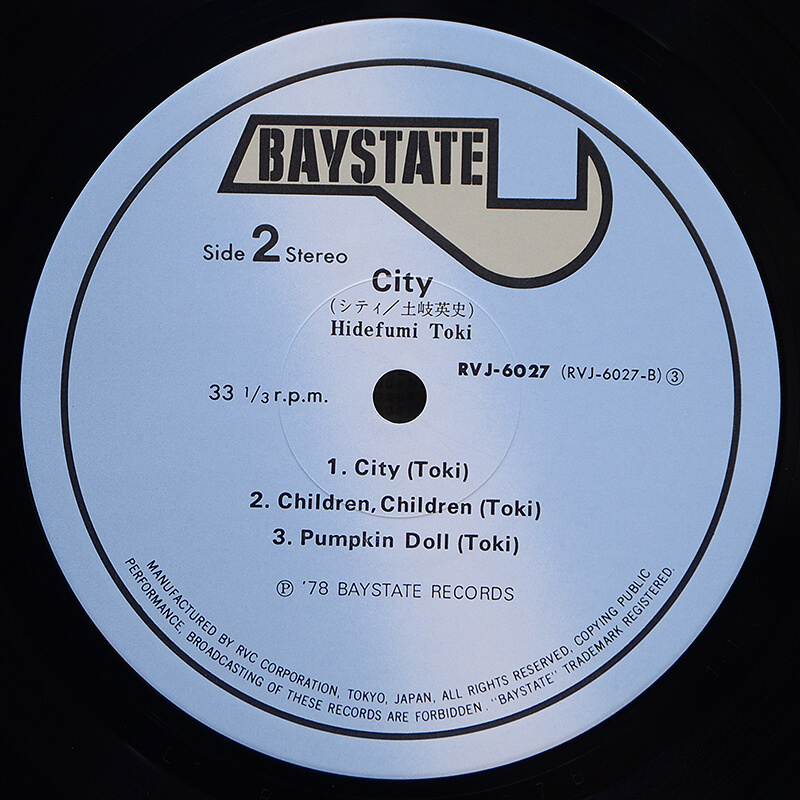 BAYSTATE
Side 2 Stereo
City
(シティ／土岐英史)
Hidefumi Toki
RVJ-6027 (RVJ-6027-B) ③
33 1/3 r.p.m.
1. City (Toki)
2. Children, Children (Toki)
3. Pumpkin Doll (Toki)
Ⓟ '78 BAYSTATE RECORDS
MANUFACTURED BY RVC CORPORATION, TOKYO, JAPAN, ALL RIGHTS RESERVED, COPYING PUBLIC
PERFORMANCE, BROADCASTING OF THESE RECORDS ARE FORBIDDEN. "BAYSTATE" TRADEMARK REGISTERED.